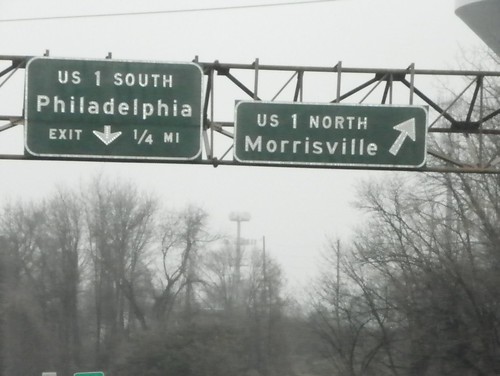 US 1 SOUTH
Philadelphia
EXIT 1/4 MI
US 1 NORTH
Morrisville